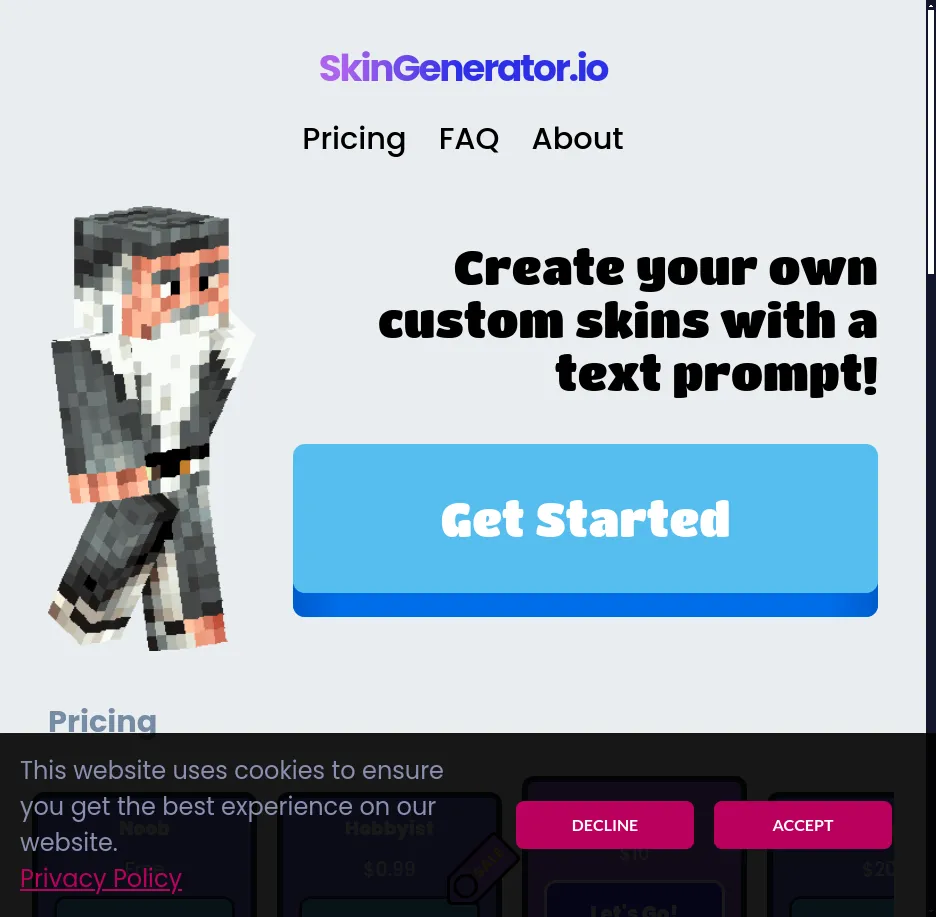 SkinGenerator.io
Pricing FAQ About
Create your own
custom skins with a
text prompt!
Get Started
Pricing
This website uses cookies to ensure
you get the best experience on our
website.
Privacy Policy
DECLINE
ACCEPT
Noob
Hobbyist
Free
$0.99
SALE
$10
$20
Let's Go!